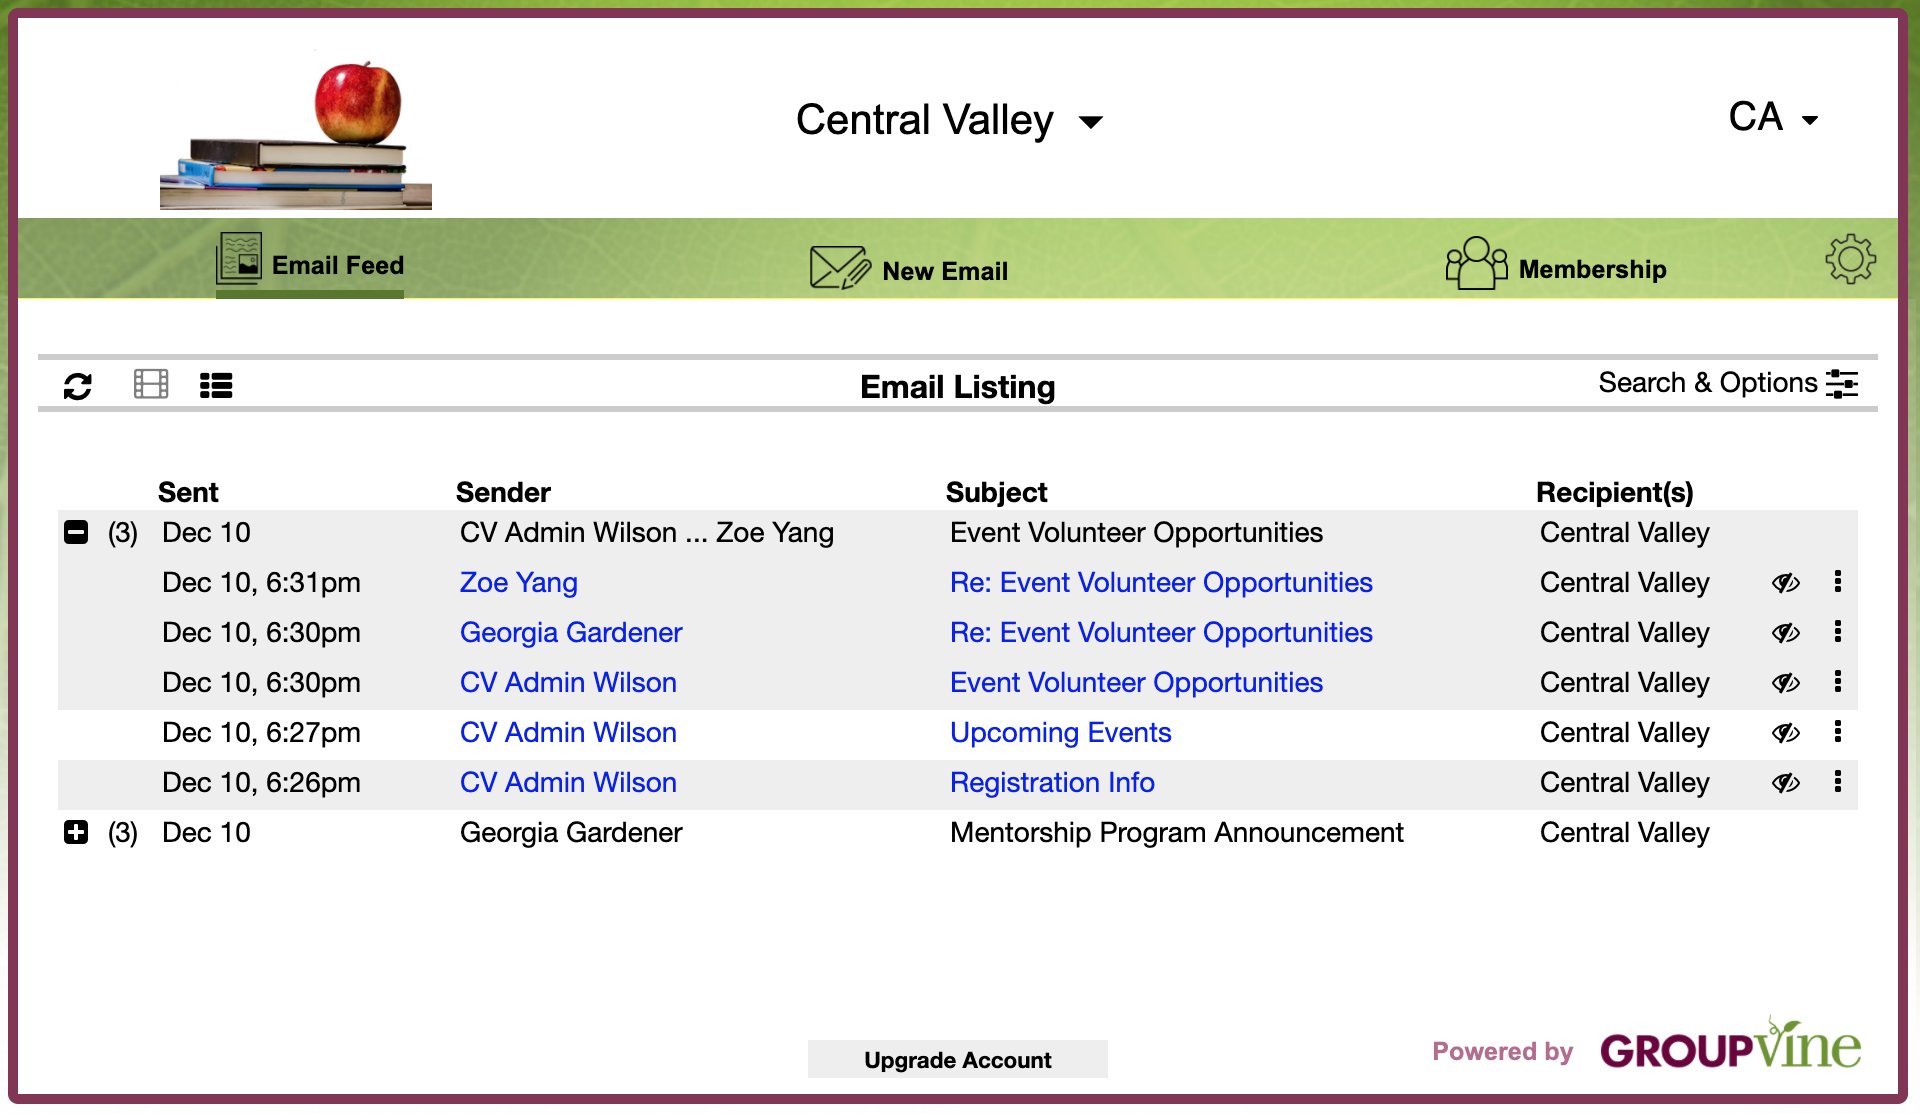 Central Valley
CA
Email Feed
New Email
Membership
Email Listing
Search & Options
Sent Sender Subject Recipient(s)
(3) Dec 10 CV Admin Wilson ... Zoe Yang Event Volunteer Opportunities Central Valley
Dec 10, 6:31pm Zoe Yang Re: Event Volunteer Opportunities Central Valley
Dec 10, 6:30pm Georgia Gardener Re: Event Volunteer Opportunities Central Valley
Dec 10, 6:30pm CV Admin Wilson Event Volunteer Opportunities Central Valley
Dec 10, 6:27pm CV Admin Wilson Upcoming Events Central Valley
Dec 10, 6:26pm CV Admin Wilson Registration Info Central Valley
(3) Dec 10 Georgia Gardener Mentorship Program Announcement Central Valley
Upgrade Account
Powered by GROUPVine